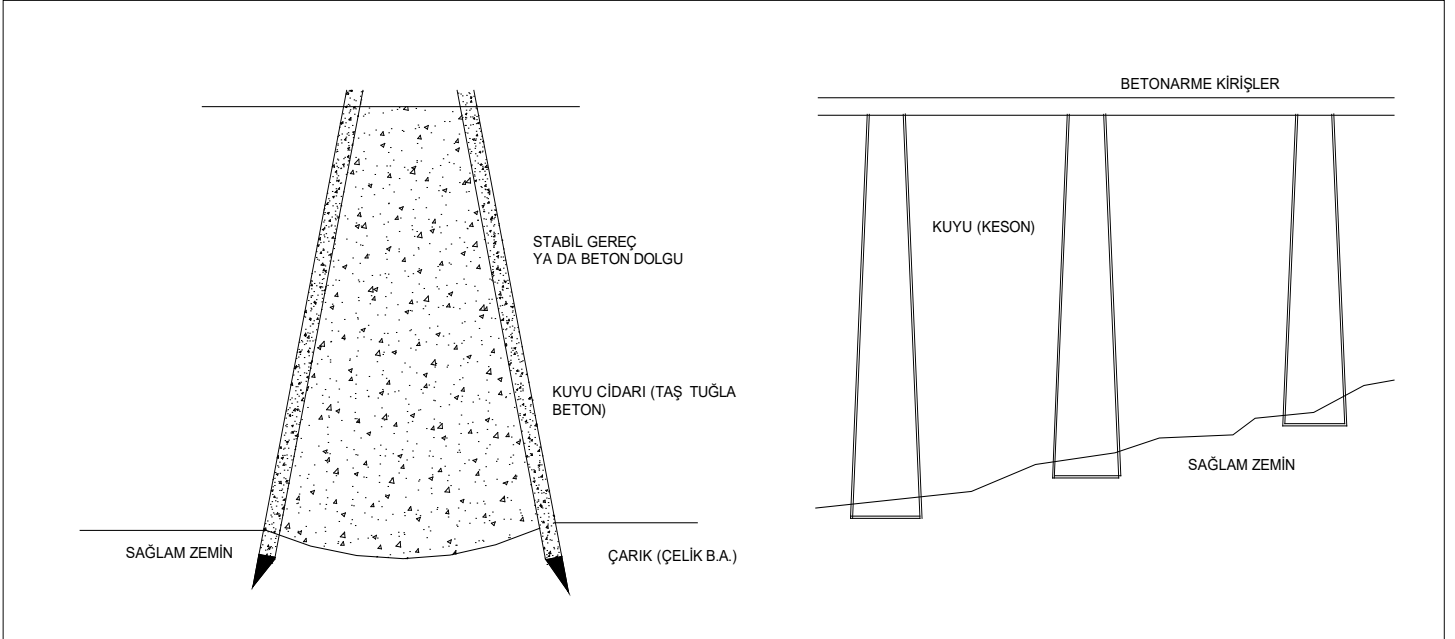 STABİL GEREÇ
YA DA BETON DOLGU
KUYU CİDARI (TAŞ TUĞLA
BETON)
SAĞLAM ZEMİN
ÇARIK (ÇELİK B.A.)
BETONARME KİRİŞLER
KUYU (KESON)
SAĞLAM ZEMİN